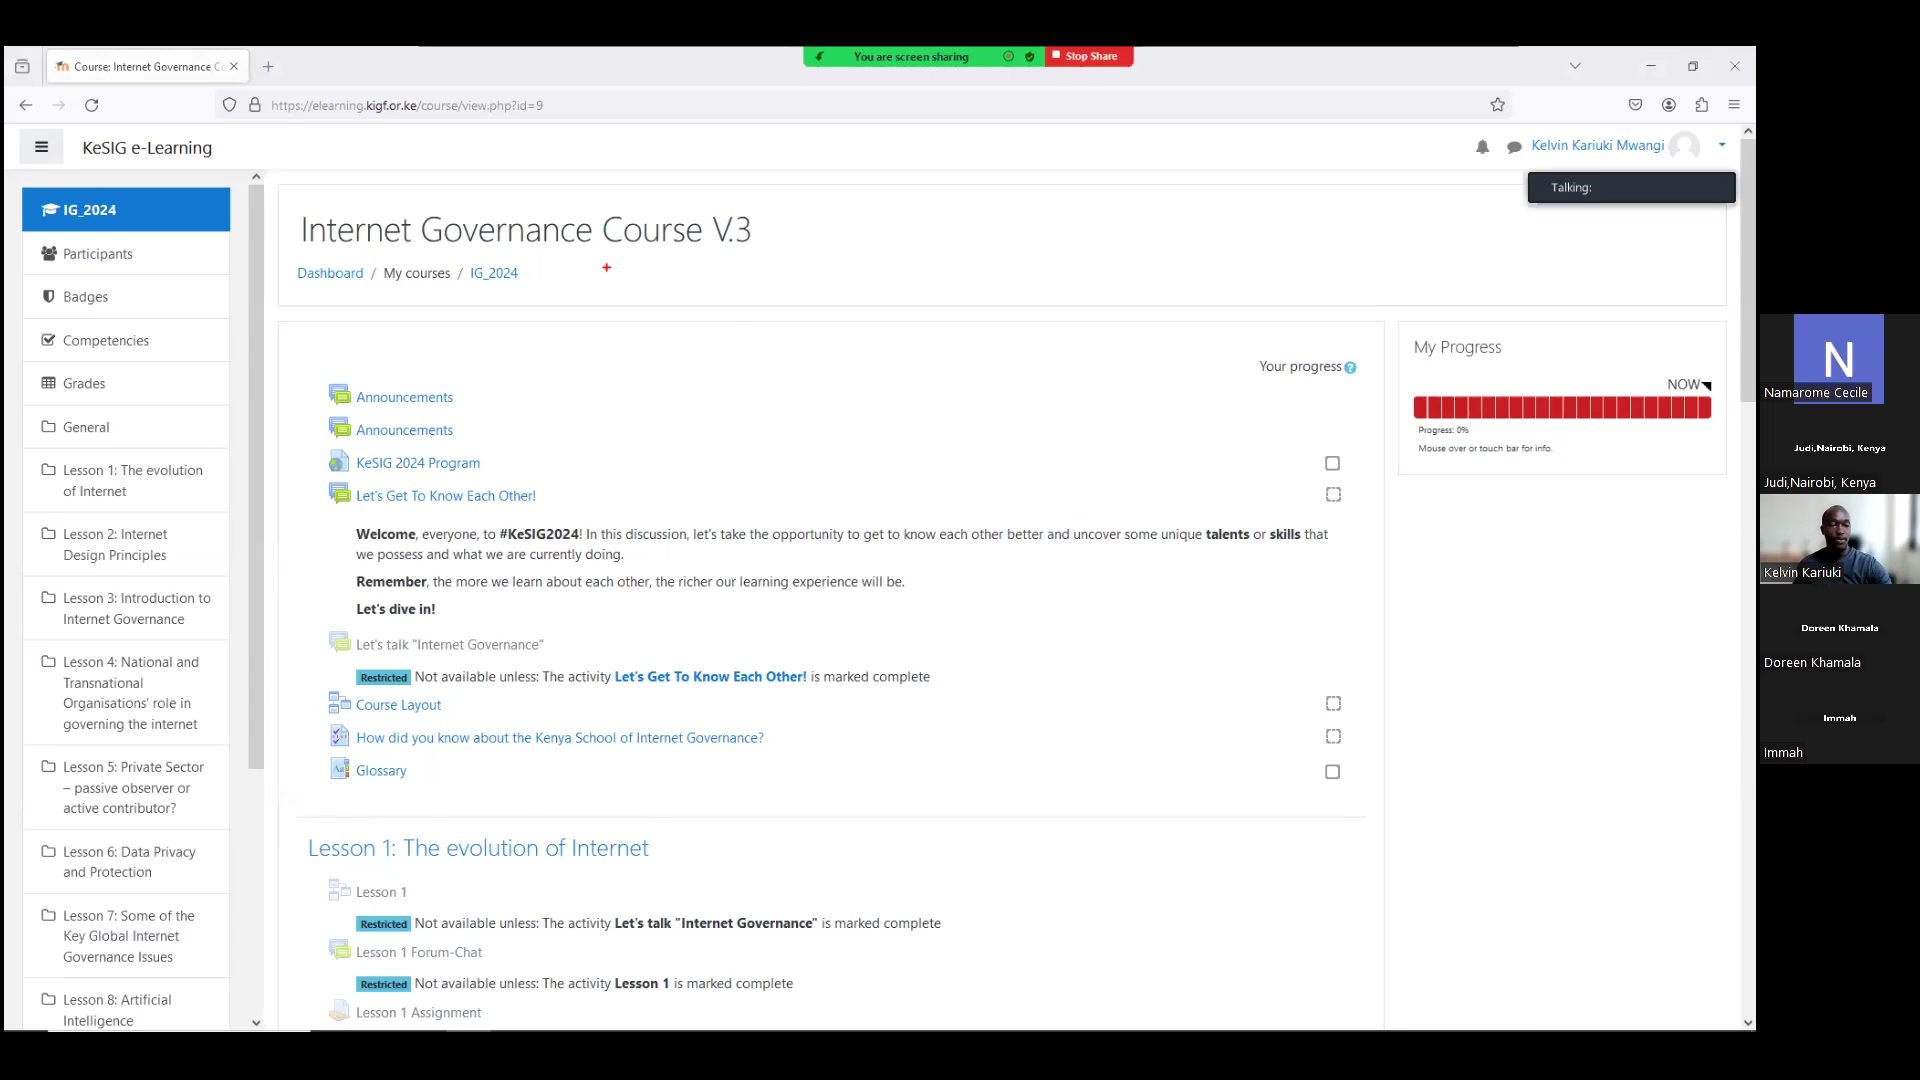 Course: Internet Governance Co
You are screen sharing
Stop Share
https://elearning.kigf.or.ke/course/view.php?id=9
KeSIG e-Learning
Kelvin Kariuki Mwangi
Talking:
IG_2024
Participants
Badges
Competencies
Grades
General
Lesson 1: The evolution
of Internet
Lesson 2: Internet
Design Principles
Lesson 3: Introduction to
Internet Governance
Lesson 4: National and
Transnational
Organisations' role in
governing the internet
Lesson 5: Private Sector
– passive observer or
active contributor?
Lesson 6: Data Privacy
and Protection
Lesson 7: Some of the
Key Global Internet
Governance Issues
Lesson 8: Artificial
Intelligence
Internet Governance Course V.3
Dashboard / My courses / IG_2024
Your progress
Announcements
Announcements
KeSIG 2024 Program
Let's Get To Know Each Other!
Welcome, everyone, to #KeSIG2024! In this discussion, let's take the opportunity to get to know each other better and uncover some unique talents or skills that
we possess and what we are currently doing.
Remember, the more we learn about each other, the richer our learning experience will be.
Let's dive in!
Let's talk "Internet Governance"
Restricted Not available unless: The activity Let's Get To Know Each Other! is marked complete
Course Layout
How did you know about the Kenya School of Internet Governance?
Glossary
Lesson 1: The evolution of Internet
Lesson 1
Restricted Not available unless: The activity Let's talk "Internet Governance" is marked complete
Lesson 1 Forum-Chat
Restricted Not available unless: The activity Lesson 1 is marked complete
Lesson 1 Assignment
My Progress
NOW
Progress: 0%
Mouse over or touch bar for info.
N
Namarome Cecile
Judi,Nairobi, Kenya
Judi,Nairobi, Kenya
Kelvin Kariuki
Doreen Khamala
Doreen Khamala
Immah
Immah